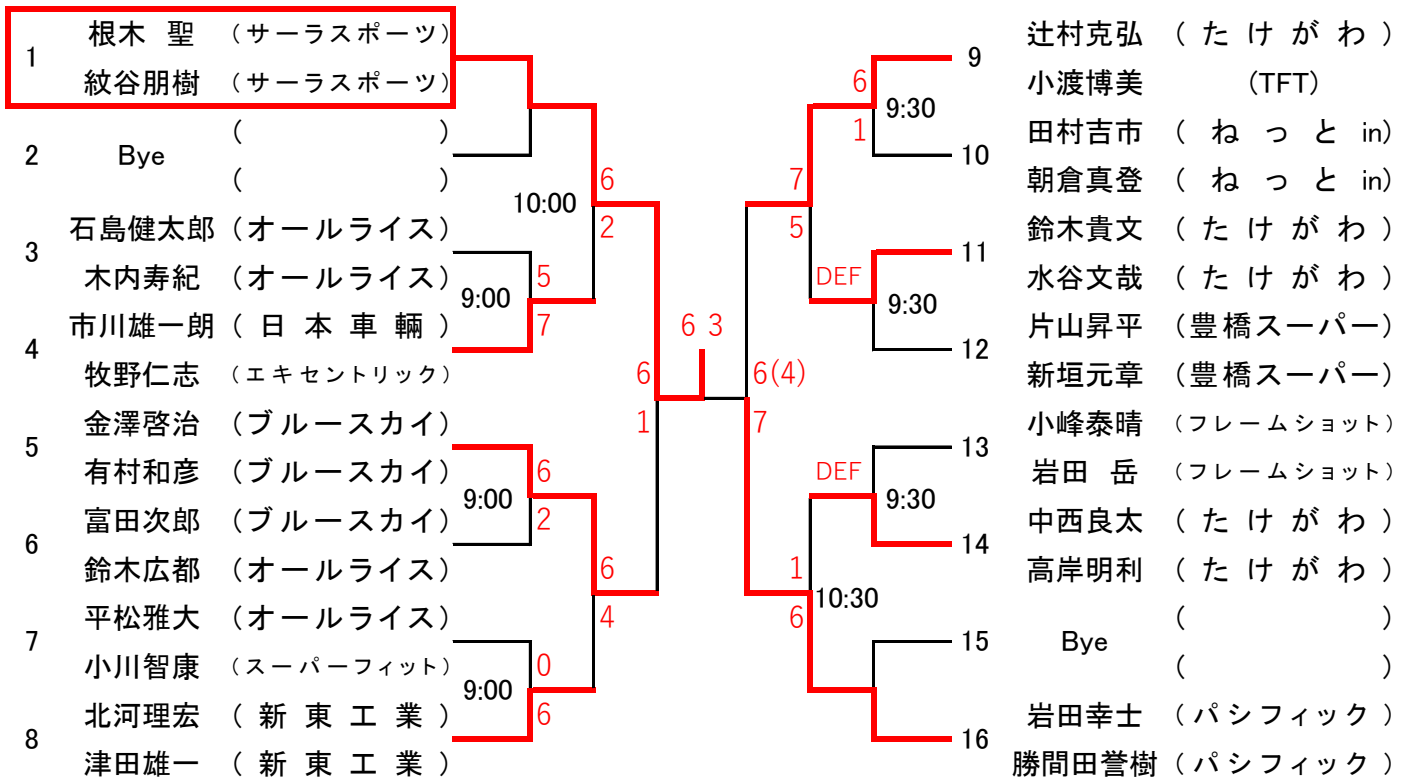 1
根木 聖 (サーラスポーツ)
紋谷朋樹 (サーラスポーツ)
2
Bye
( )
( )
3
石島健太郎 (オールライス)
木内寿紀 (オールライス)
4
市川雄一朗 (日本車輛)
牧野仁志 (エキセントリック)
5
金澤啓治 (ブルースカイ)
有村和彦 (ブルースカイ)
6
富田次郎 (ブルースカイ)
鈴木広都 (オールライス)
7
平松雅大 (オールライス)
小川智康 (スーパーフィット)
8
北河理宏 (新東工業)
津田雄一 (新東工業)
10:00
6
2
9:00
5
7
9:00
6
2
6
4
9:00
0
6
6
1
6 3
6(4)
7
7
5
6
1
9:30
DEF
9:30
DEF
9:30
1
6
10:30
9
辻村克弘 (たけがわ)
小渡博美 (TFT)
10
田村吉市 (ねっとin)
朝倉真登 (ねっとin)
11
鈴木貴文 (たけがわ)
水谷文哉 (たけがわ)
12
片山昇平 (豊橋スーパー)
新垣元章 (豊橋スーパー)
13
小峰泰晴 (フレームショット)
岩田 岳 (フレームショット)
14
中西良太 (たけがわ)
高岸明利 (たけがわ)
15
Bye
( )
( )
16
岩田幸士 (パシフィック)
勝間田誉樹 (パシフィック)